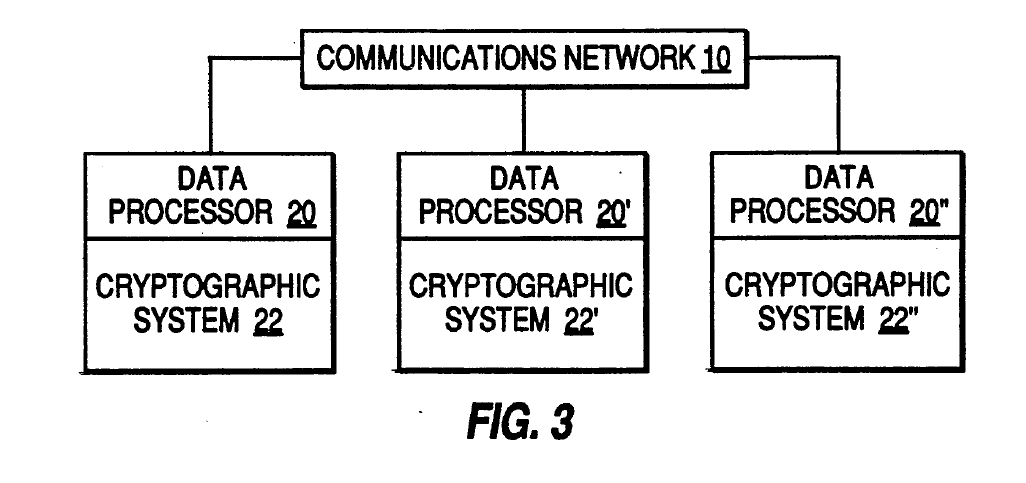 COMMUNICATIONS NETWORK 10
DATA
PROCESSOR 20
CRYPTOGRAPHIC
SYSTEM 22
DATA
PROCESSOR 20'
CRYPTOGRAPHIC
SYSTEM 22'
DATA
PROCESSOR 20"
CRYPTOGRAPHIC
SYSTEM 22"
FIG. 3